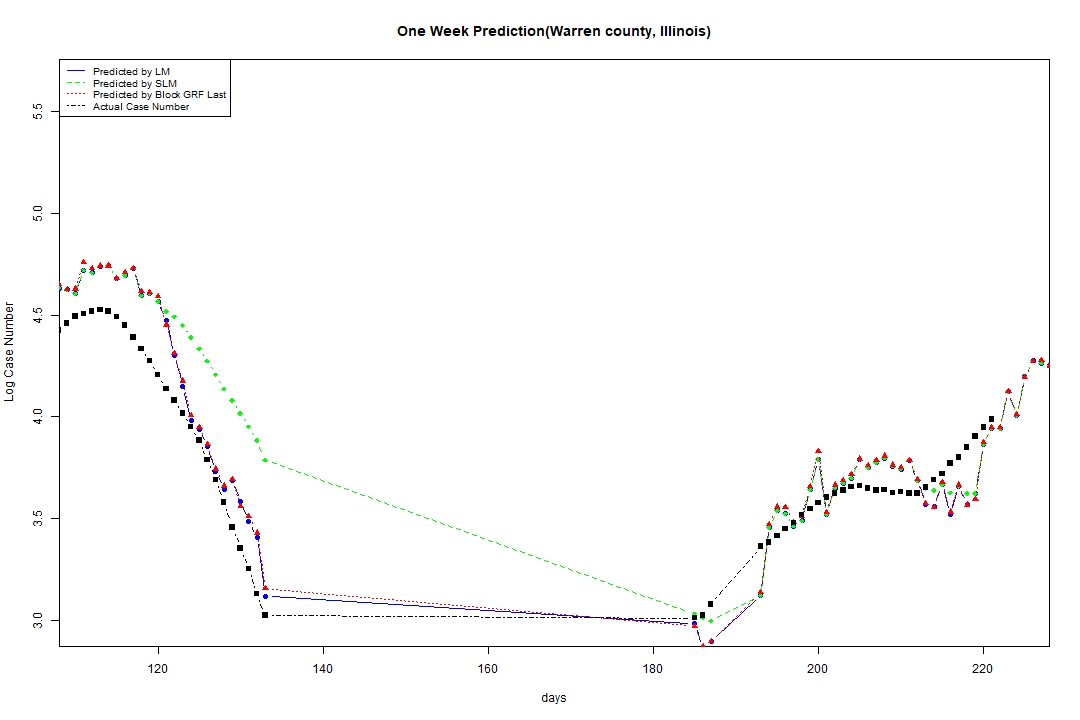 One Week Prediction(Warren county, Illinois)
Predicted by LM
Predicted by SLM
Predicted by Block GRF Last
Actual Case Number
5.5
5.0
4.5
4.0
3.5
3.0
Log Case Number
120 140 160 180 200 220
days